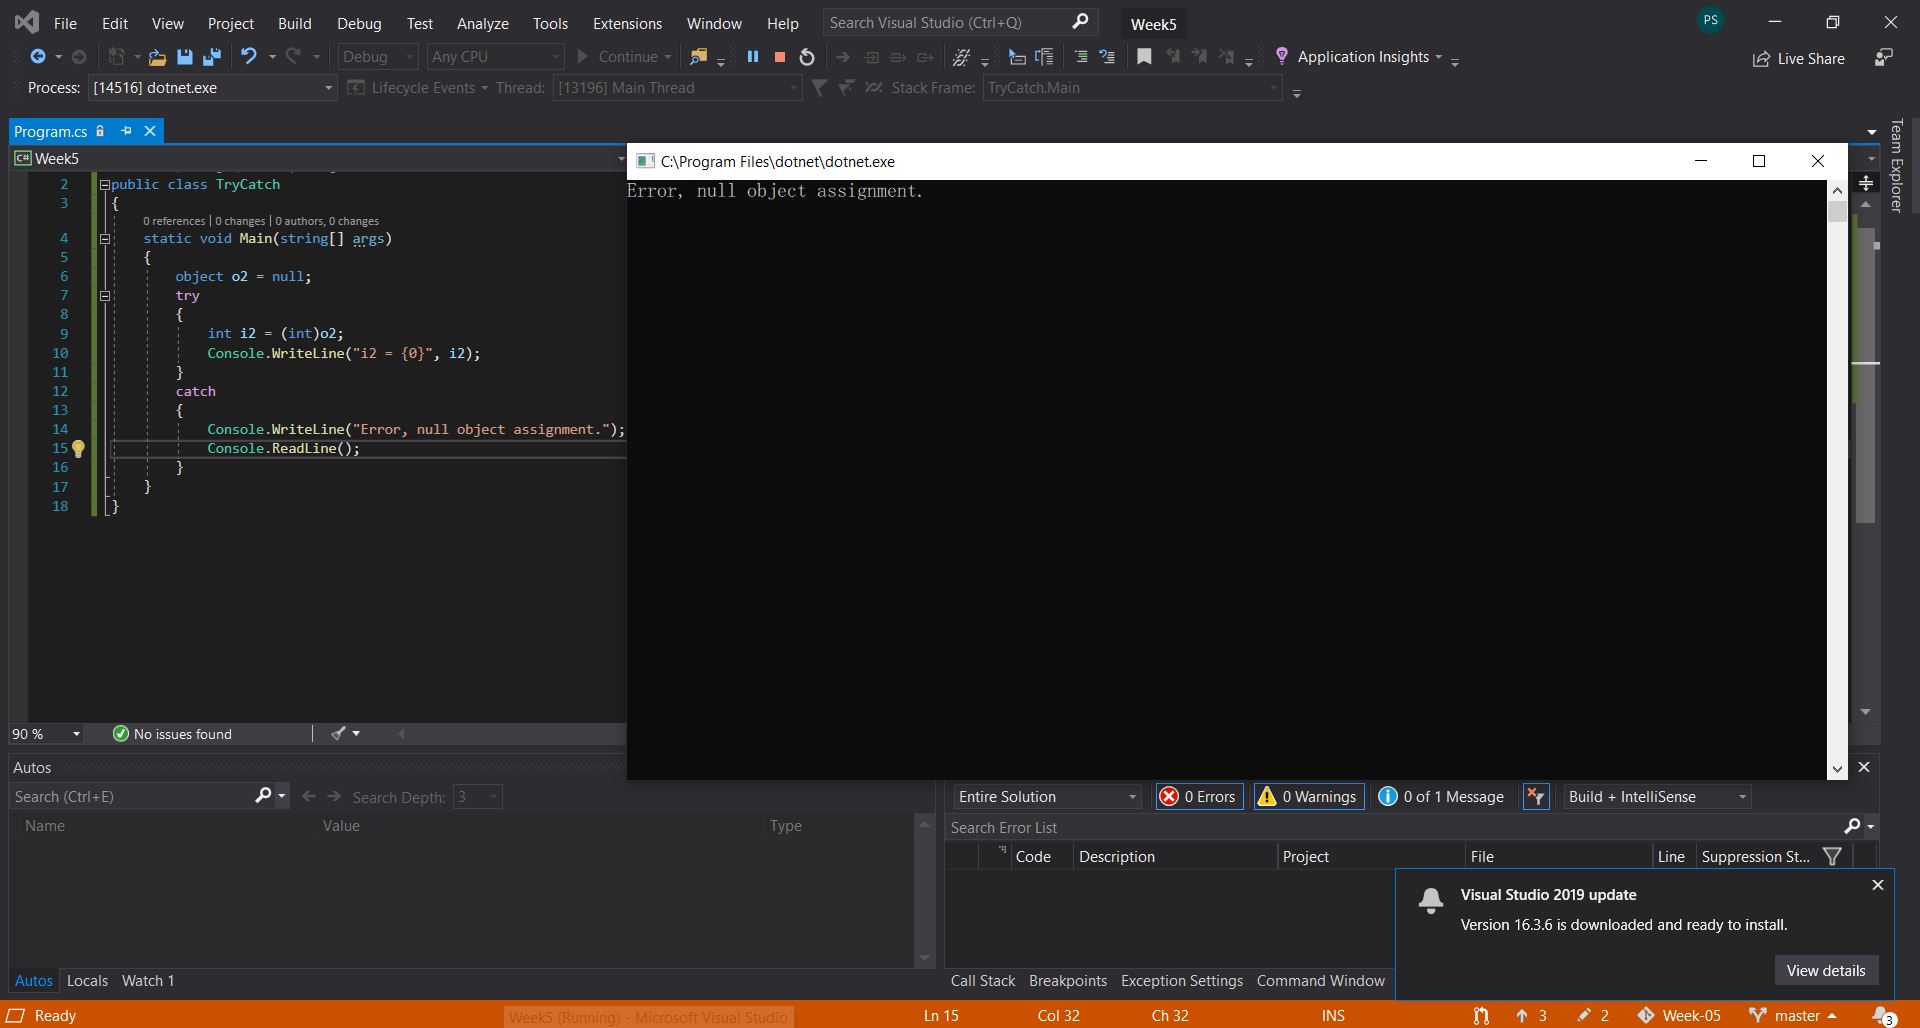 File Edit View Project Build Debug Test Analyze Tools Extensions Window Help Search Visual Studio (Ctrl+Q) Week5 PS
Debug Any CPU Continue Application Insights Live Share
Process: [14516] dotnet.exe Lifecycle Events Thread: [13196] Main Thread Stack Frame: TryCatch.Main
Program.cs
Team Explorer
C# Week5
2 public class TryCatch
3 {
0 references | 0 changes | 0 authors, 0 changes
4 static void Main(string[] args)
5 {
6 object o2 = null;
7 try
8 {
9 int i2 = (int)o2;
10 Console.WriteLine("i2 = {0}", i2);
11 }
12 catch
13 {
14 Console.WriteLine("Error, null object assignment.");
15 Console.ReadLine();
16 }
17 }
18 }
C:\Program Files\dotnet\dotnet.exe
Error, null object assignment.
90 % No issues found
Autos
Search (Ctrl+E) Search Depth: 3
Name Value Type
Autos Locals Watch 1
Entire Solution 0 Errors 0 Warnings 0 of 1 Message Build + IntelliSense
Search Error List
Code Description Project File Line Suppression St...
Visual Studio 2019 update
Version 16.3.6 is downloaded and ready to install.
View details
Call Stack Breakpoints Exception Settings Command Window
Ready Week5 (Running) - Microsoft Visual Studio Ln 15 Col 32 Ch 32 INS 3 2 Week-05 master 3